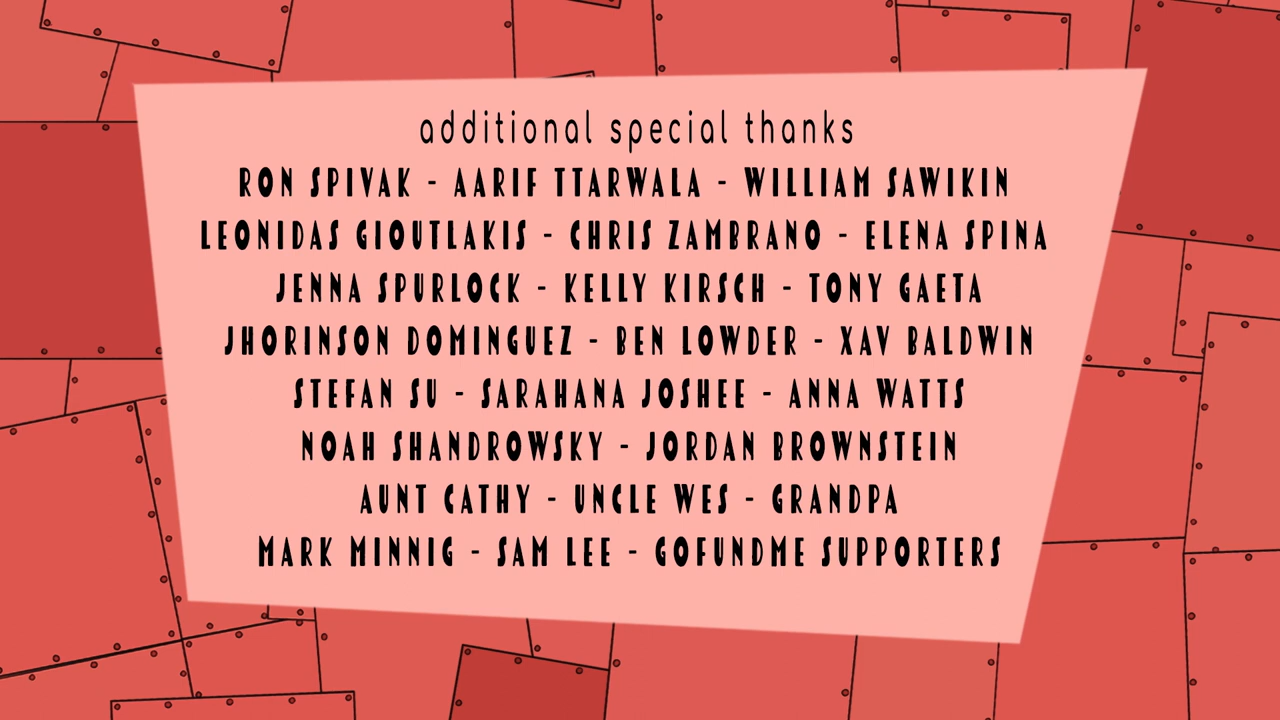 additional special thanks
RON SPIVAK - AARIF TTARWALA - WILLIAM SAWIKIN
LEONIDAS GIOUTLAKIS - CHRIS ZAMBRANO - ELENA SPINA
JENNA SPURLOCK - KELLY KIRSCH - TONY GAETA
JHORINSON DOMINGUEZ - BEN LOWDER - XAV BALDWIN
STEFAN SU - SARAHANA JOSHEE - ANNA WATTS
NOAH SHANDROWSKY - JORDAN BROWNSTEIN
AUNT CATHY - UNCLE WES - GRANDPA
MARK MINNIG - SAM LEE - GOFUNDME SUPPORTERS